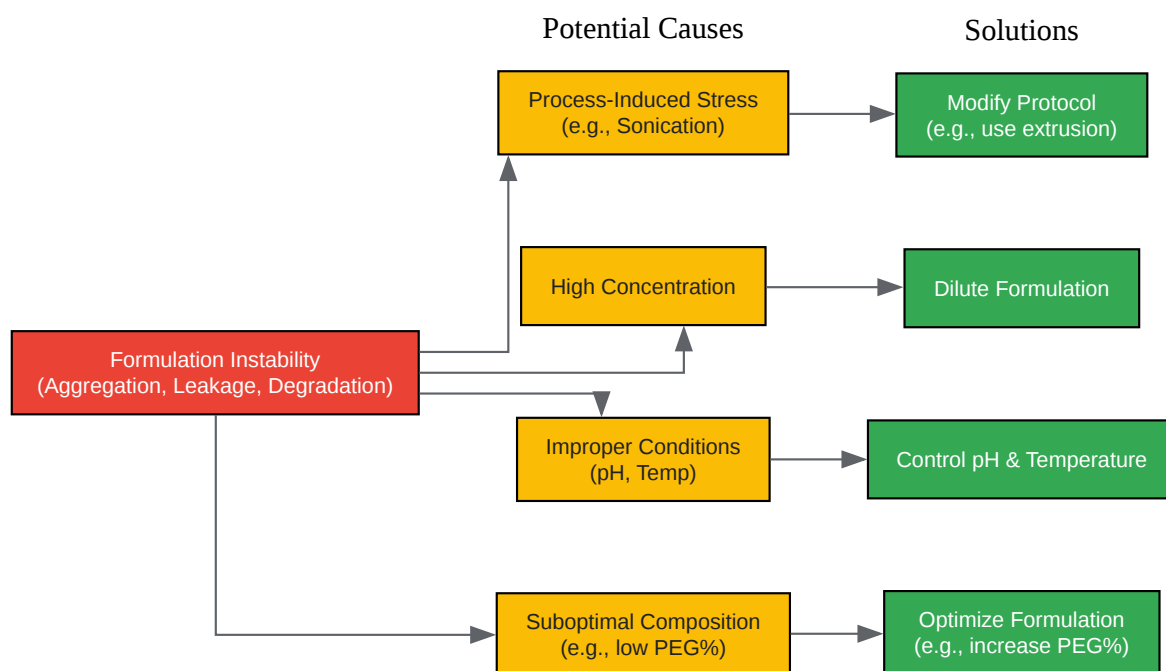 Potential Causes
Solutions
Process-Induced Stress
(e.g., Sonication)
Modify Protocol
(e.g., use extrusion)
High Concentration
Dilute Formulation
Formulation Instability
(Aggregation, Leakage, Degradation)
Improper Conditions
(pH, Temp)
Control pH & Temperature
Suboptimal Composition
(e.g., low PEG%)
Optimize Formulation
(e.g., increase PEG%)